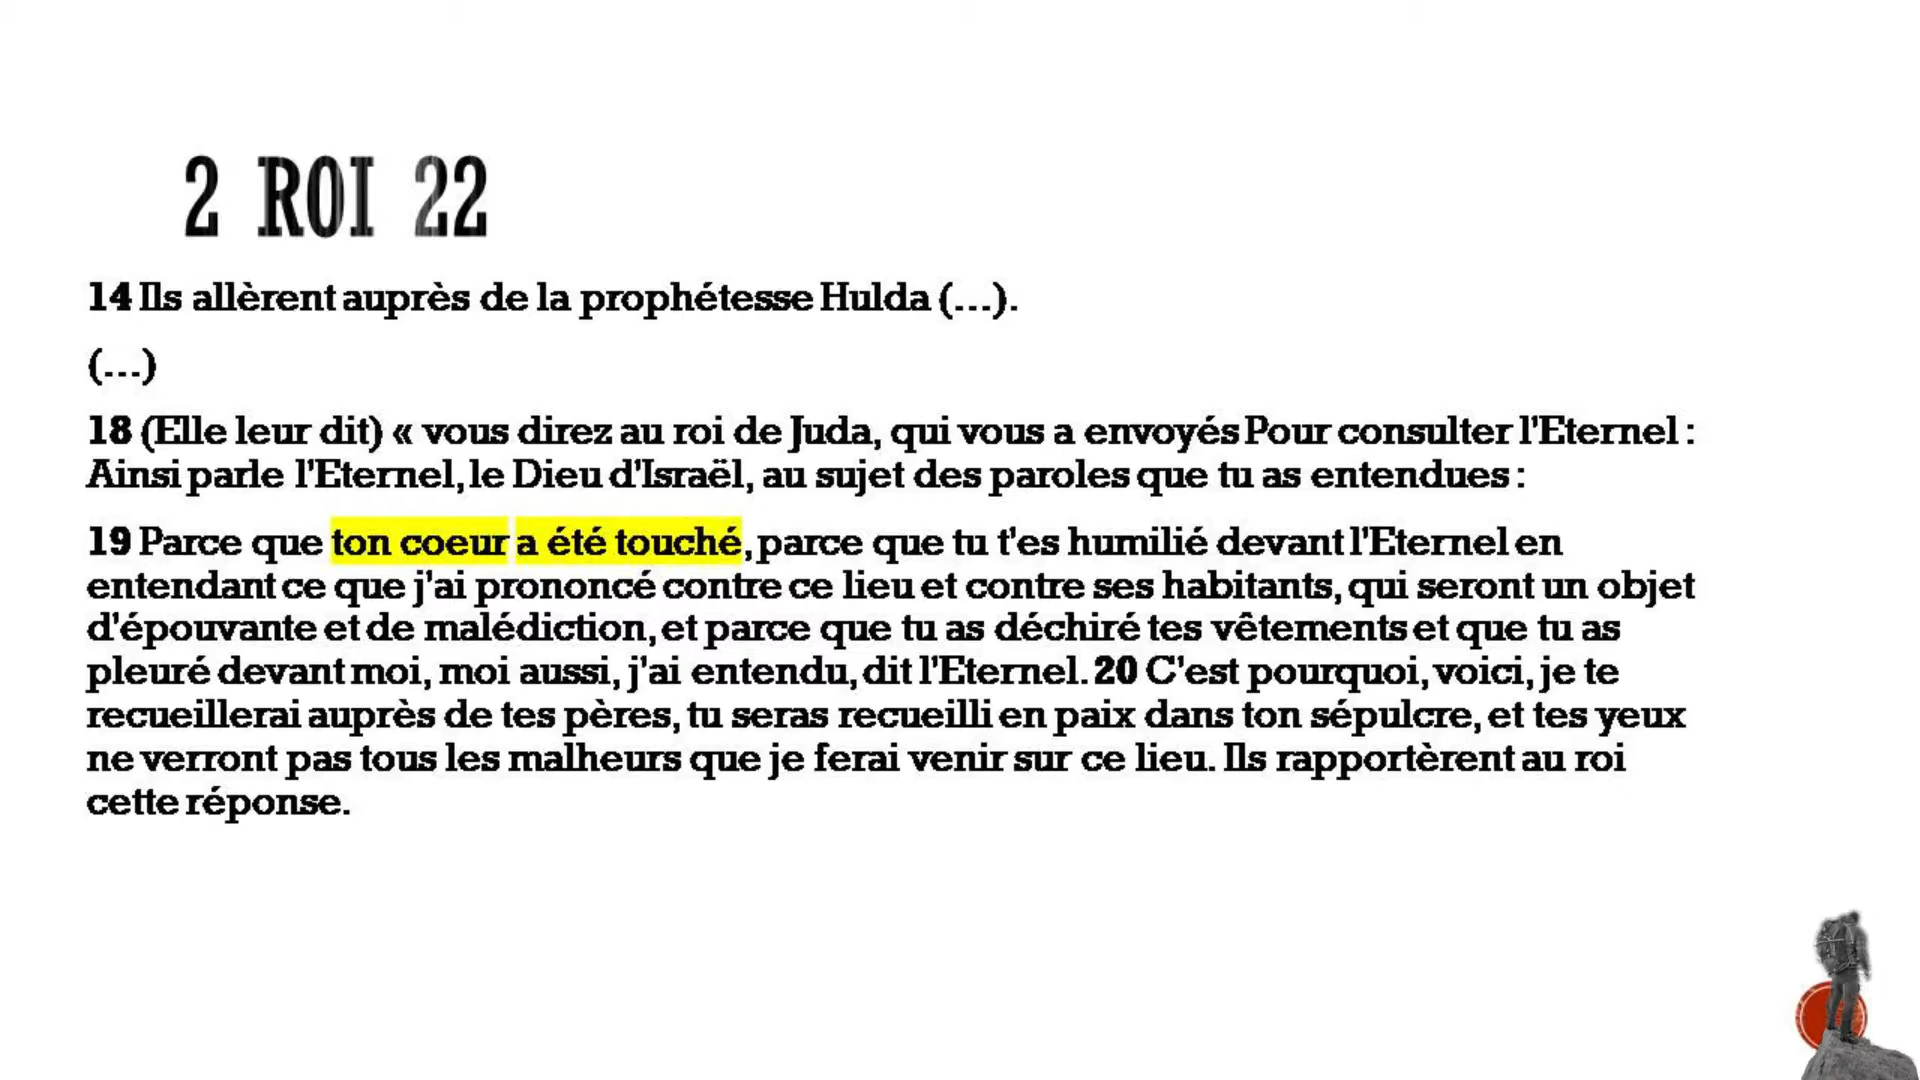 2 ROI 22
14 Ils allèrent auprès de la prophétesse Hulda (...).
(...)
18 (Elle leur dit) « vous direz au roi de Juda, qui vous a envoyés Pour consulter l'Eternel :
Ainsi parle l'Eternel, le Dieu d'Israël, au sujet des paroles que tu as entendues :
19 Parce que ton coeur a été touché, parce que tu t'es humilié devant l'Eternel en
entendant ce que j'ai prononcé contre ce lieu et contre ses habitants, qui seront un objet
d'épouvante et de malédiction, et parce que tu as déchiré tes vêtements et que tu as
pleuré devant moi, moi aussi, j'ai entendu, dit l'Eternel. 20 C'est pourquoi, voici, je te
recueillerai auprès de tes pères, tu seras recueilli en paix dans ton sépulcre, et tes yeux
ne verront pas tous les malheurs que je ferai venir sur ce lieu. Ils rapportèrent au roi
cette réponse.